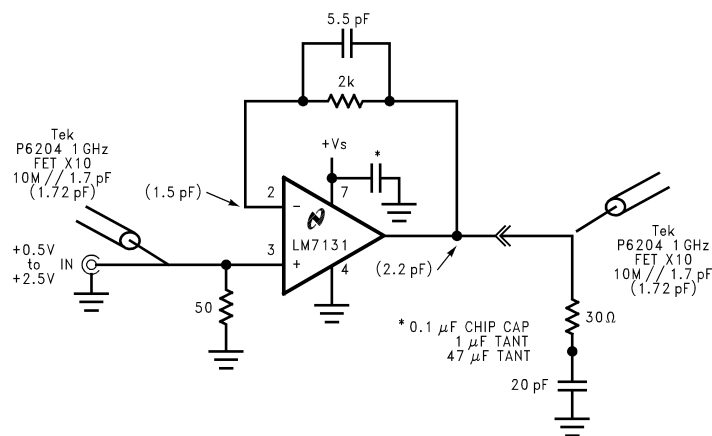 5.5 pF
2k
Tek
P6204 1 GHz
FET X10
10M // 1.7 pF
(1.72 pF)
+Vs
*
(1.5 pF)
2
−
7
LM7131
3
+
4
+0.5V
to
+2.5V
IN
50
(2.2 pF)
Tek
P6204 1 GHz
FET X10
10M // 1.7 pF
(1.72 pF)
* 0.1 μF CHIP CAP
1 μF TANT
47 μF TANT
30Ω
20 pF